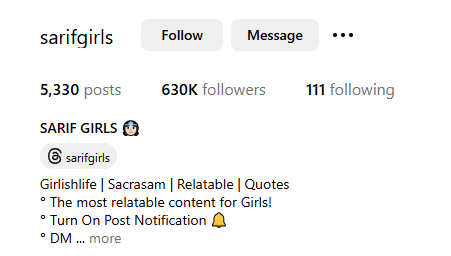 sarifgirls Follow Message •••
5,330 posts 630K followers 111 following
SARIF GIRLS 👩🏻‍🚀
sarifgirls
Girlishlife | Sacrasam | Relatable | Quotes
° The most relatable content for Girls!
° Turn On Post Notification 🔔
° DM ... more